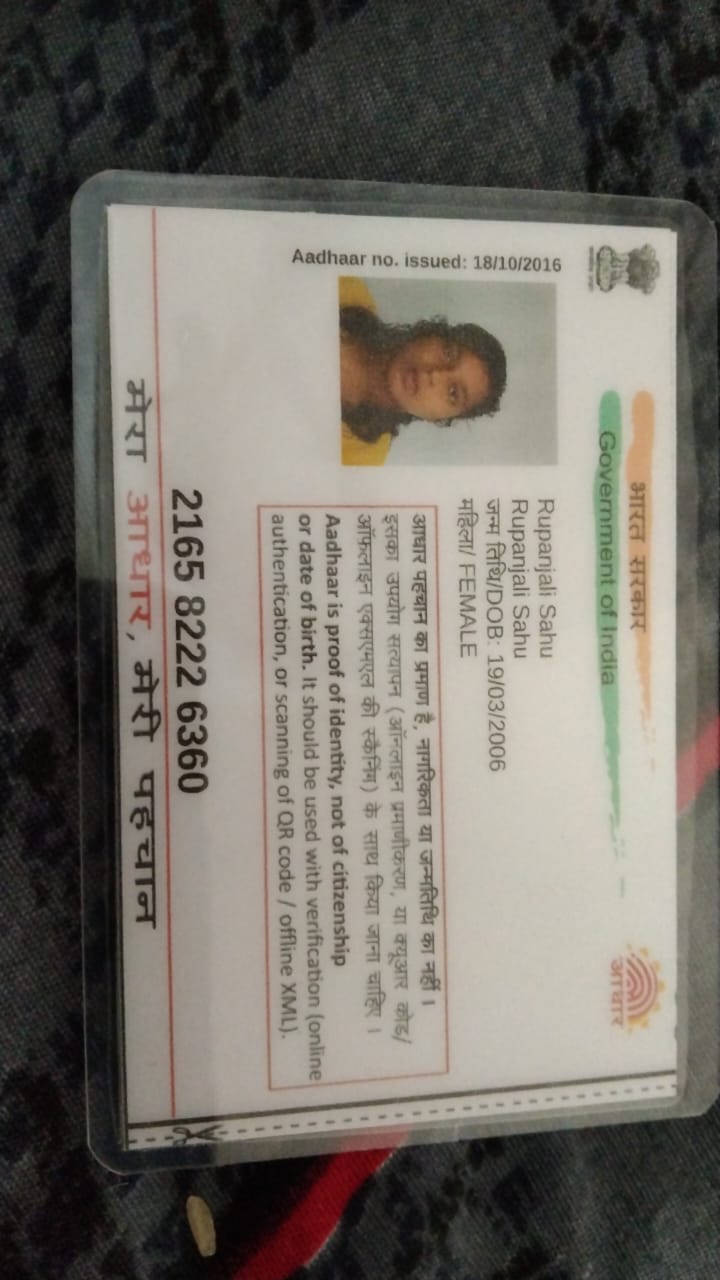 भारत सरकार
Government of India
आधार
Aadhaar no. issued: 18/10/2016
Rupanjali Sahu
Rupanjali Sahu
जन्म तिथि/DOB: 19/03/2006
महिला/ FEMALE
आधार पहचान का प्रमाण है, नागरिकता या जन्मतिथि का नहीं ।
इसका उपयोग सत्यापन (ऑनलाइन प्रमाणीकरण, या क्यूआर कोड/
ऑफ़लाइन एक्सएमएल की स्कैनिंग) के साथ किया जाना चाहिए ।
Aadhaar is proof of identity, not of citizenship
or date of birth. It should be used with verification (online
authentication, or scanning of QR code / offline XML).
2165 8222 6360
मेरा आधार, मेरी पहचान